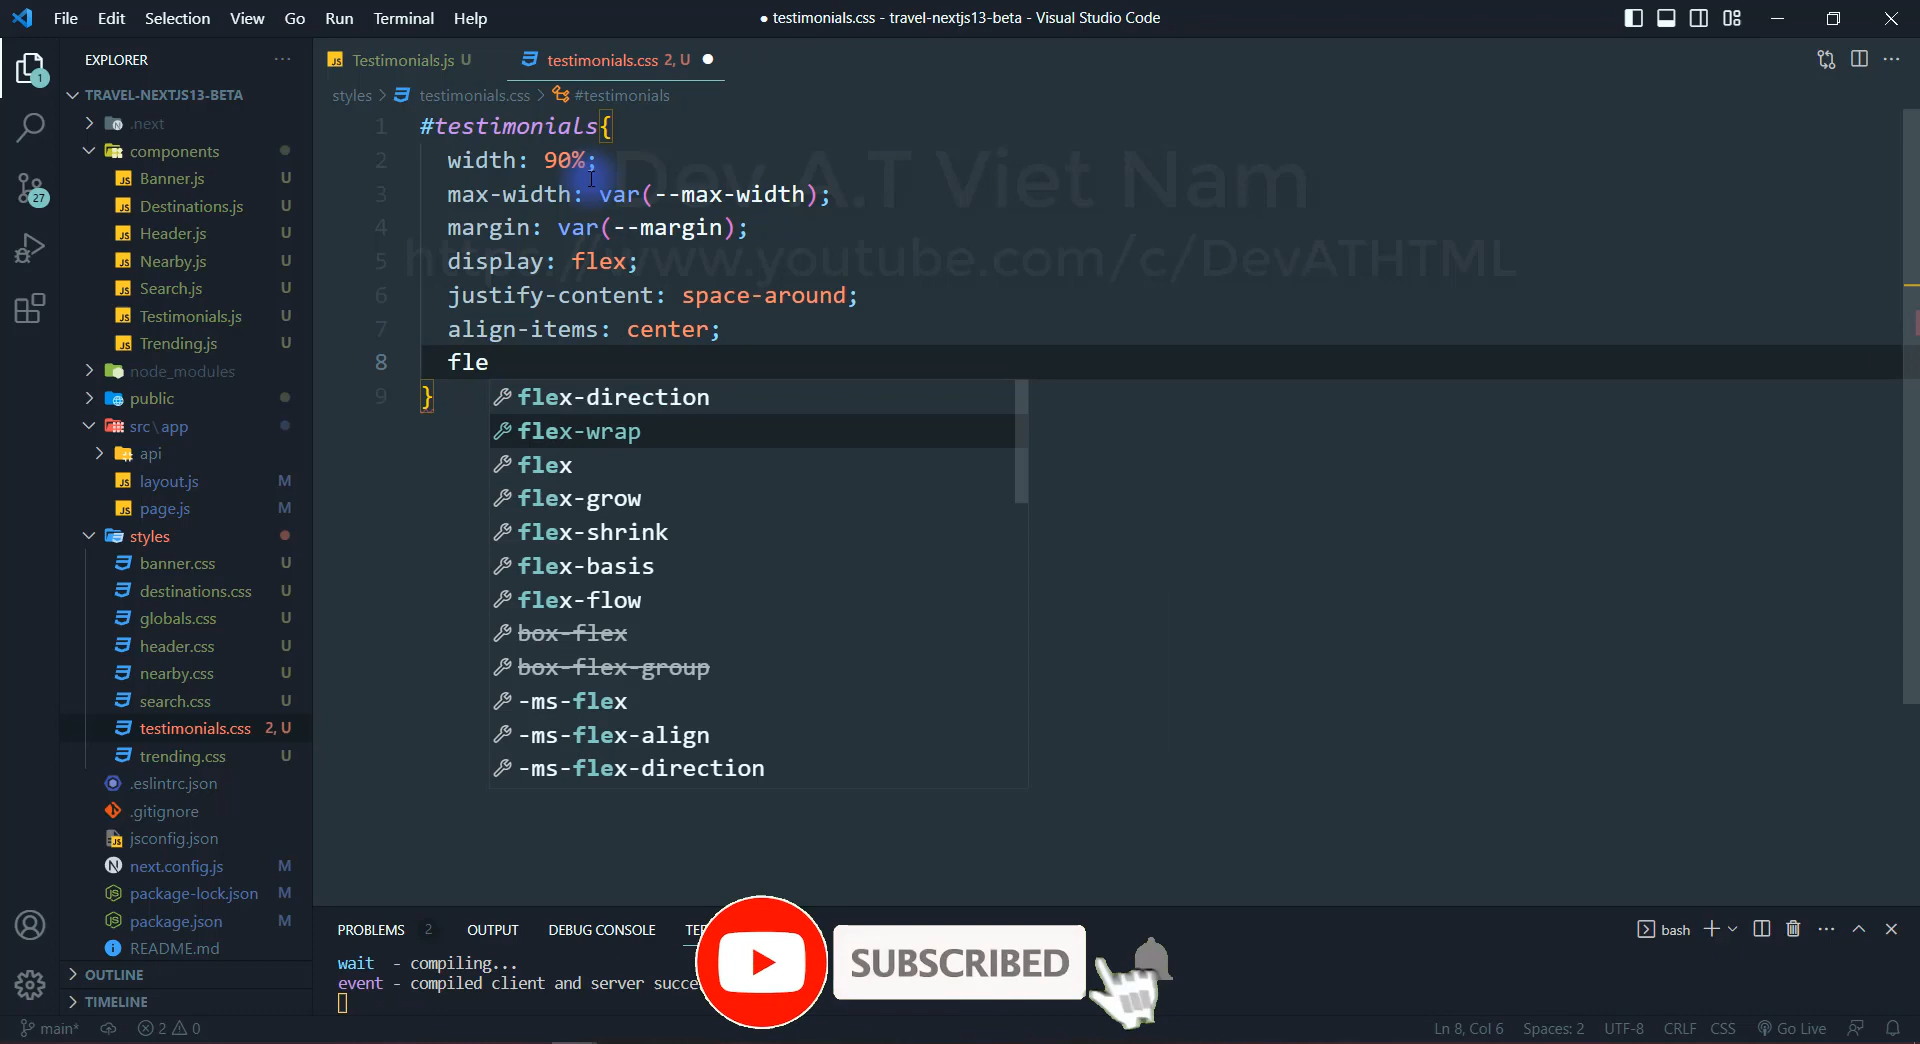 File Edit Selection View Go Run Terminal Help
● testimonials.css - travel-nextjs13-beta - Visual Studio Code
EXPLORER
TRAVEL-NEXTJS13-BETA
.next
components
Banner.js U
Destinations.js U
Header.js U
Nearby.js U
Search.js U
Testimonials.js U
Trending.js U
node_modules
public
src\app
api
layout.js M
page.js M
styles
banner.css U
destinations.css U
globals.css U
header.css U
nearby.css U
search.css U
testimonials.css 2, U
trending.css U
.eslintrc.json
.gitignore
jsconfig.json
next.config.js M
package-lock.json M
package.json M
README.md
OUTLINE
TIMELINE
1
27
Testimonials.js U
testimonials.css 2, U
styles > testimonials.css > #testimonials
1 #testimonials{
2 width: 90%;
3 max-width: var(--max-width);
4 margin: var(--margin);
5 display: flex;
6 justify-content: space-around;
7 align-items: center;
8 fle
9 }
Dev A.T Viet Nam
https://www.youtube.com/c/DevATHTML
flex-direction
flex-wrap
flex
flex-grow
flex-shrink
flex-basis
flex-flow
box-flex
box-flex-group
-ms-flex
-ms-flex-align
-ms-flex-direction
PROBLEMS 2 OUTPUT DEBUG CONSOLE TE
bash
wait - compiling...
event - compiled client and server succe
SUBSCRIBED
main* 2 0
Ln 8, Col 6 Spaces: 2 UTF-8 CRLF CSS Go Live